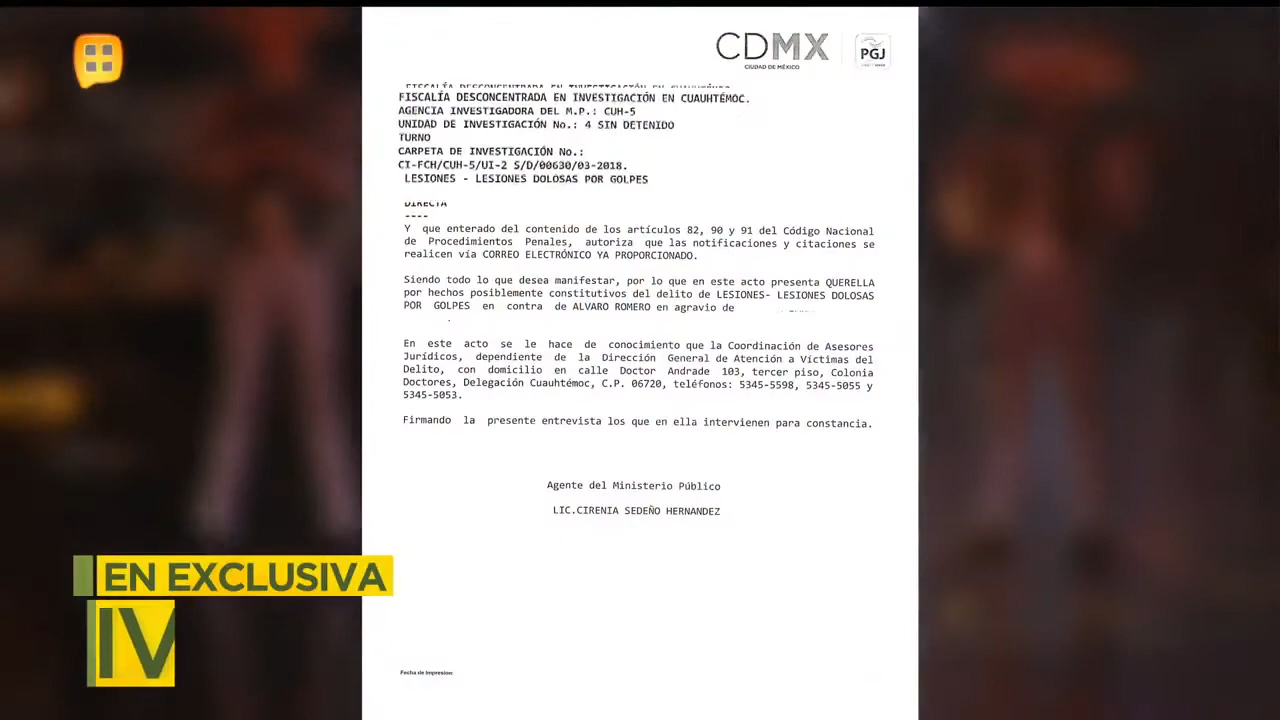 CDMX
CIUDAD DE MÉXICO
PGJ
FISCALÍA DESCONCENTRADA EN INVESTIGACIÓN EN CUAUHTÉMOC.
AGENCIA INVESTIGADORA DEL M.P.: CUH-5
UNIDAD DE INVESTIGACIÓN No.: 4 SIN DETENIDO
TURNO
CARPETA DE INVESTIGACIÓN No.:
CI-FCH/CUH-5/UI-2 S/D/00630/03-2018.
LESIONES - LESIONES DOLOSAS POR GOLPES
DIRECTA
----
Y que enterado del contenido de los artículos 82, 90 y 91 del Código Nacional
de Procedimientos Penales, autoriza que las notificaciones y citaciones se
realicen vía CORREO ELECTRÓNICO YA PROPORCIONADO.
Siendo todo lo que desea manifestar, por lo que en este acto presenta QUERELLA
por hechos posiblemente constitutivos del delito de LESIONES- LESIONES DOLOSAS
POR GOLPES en contra de ALVARO ROMERO en agravio de
.
En este acto se le hace de conocimiento que la Coordinación de Asesores
Jurídicos, dependiente de la Dirección General de Atención a Víctimas del
Delito, con domicilio en calle Doctor Andrade 103, tercer piso, Colonia
Doctores, Delegación Cuauhtémoc, C.P. 06720, teléfonos: 5345-5598, 5345-5055 y
5345-5053.
Firmando la presente entrevista los que en ella intervienen para constancia.
Agente del Ministerio Público
LIC.CIRENIA SEDEÑO HERNANDEZ
Fecha de Impresion:
EN EXCLUSIVA
IV